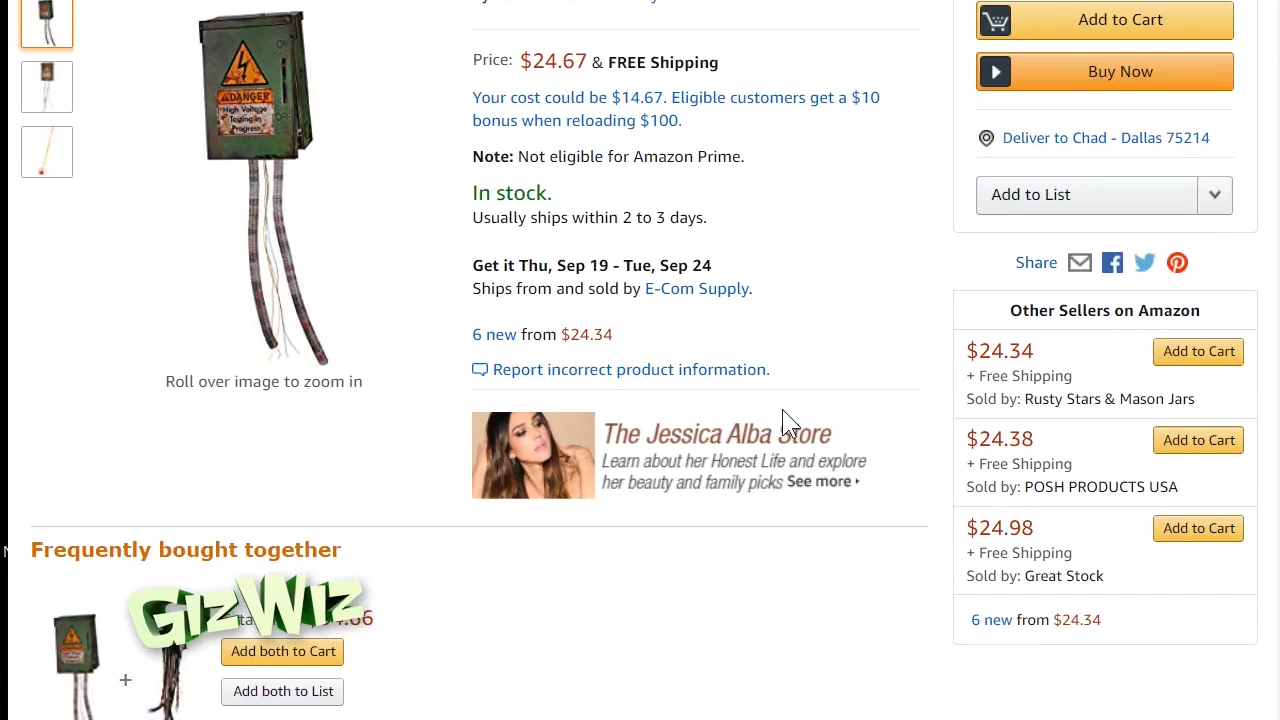 Price: $24.67 & FREE Shipping
Your cost could be $14.67. Eligible customers get a $10
bonus when reloading $100.
Note: Not eligible for Amazon Prime.
In stock.
Usually ships within 2 to 3 days.
Get it Thu, Sep 19 - Tue, Sep 24
Ships from and sold by E-Com Supply.
6 new from $24.34
Report incorrect product information.
DANGER
High Voltage
Testing in
Progress
Roll over image to zoom in
The Jessica Alba Store
Learn about her Honest Life and explore
her beauty and family picks See more
Add to Cart
Buy Now
Deliver to Chad - Dallas 75214
Add to List
Share
Other Sellers on Amazon
$24.34
Add to Cart
+ Free Shipping
Sold by: Rusty Stars & Mason Jars
$24.38
Add to Cart
+ Free Shipping
Sold by: POSH PRODUCTS USA
$24.98
Add to Cart
+ Free Shipping
Sold by: Great Stock
6 new from $24.34
Frequently bought together
GizWiz
Add both to Cart
Add both to List